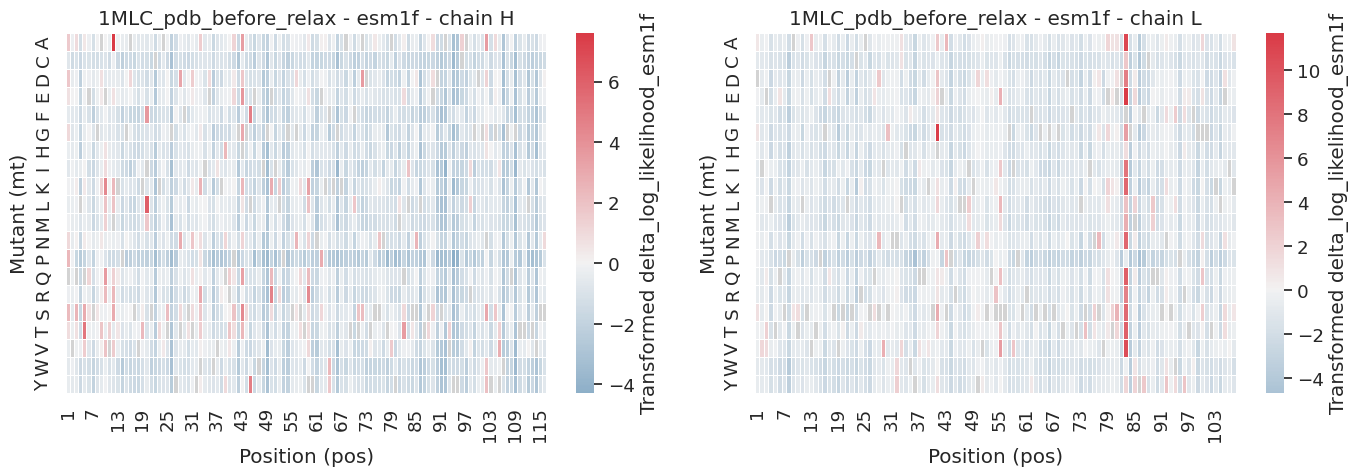 1MLC_pdb_before_relax - esm1f - chain H
Mutant (mt)
A
C
D
E
F
G
H
I
K
L
M
N
P
Q
R
S
T
V
W
Y
1 7 13 19 25 31 37 43 49 55 61 67 73 79 85 91 97 103 109 115
Position (pos)
6
4
2
0
−2
−4
Transformed delta_log_likelihood_esm1f
1MLC_pdb_before_relax - esm1f - chain L
Mutant (mt)
A
C
D
E
F
G
H
I
K
L
M
N
P
Q
R
S
T
V
W
Y
1 7 13 19 25 31 37 43 49 55 61 67 73 79 85 91 97 103
Position (pos)
10
8
6
4
2
0
−2
−4
Transformed delta_log_likelihood_esm1f